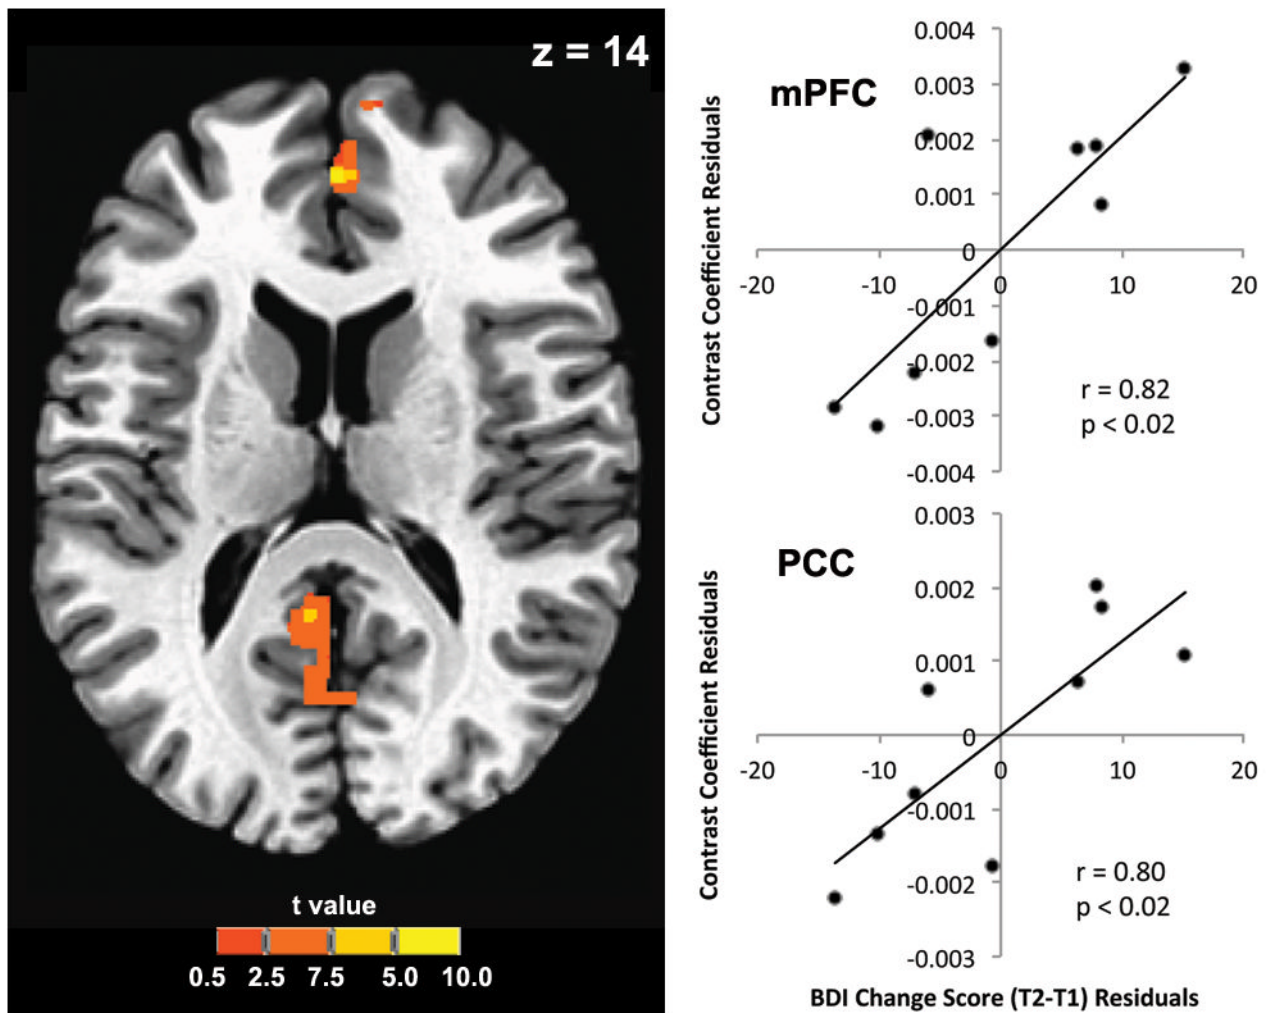 z = 14
t value
0.5 2.5 7.5 5.0 10.0
mPFC
Contrast Coefficient Residuals
0.004
0.003
0.002
0.001
0
-0.001
-0.002
-0.003
-0.004
-20 -10 0 10 20
r = 0.82
p < 0.02
PCC
Contrast Coefficient Residuals
0.003
0.002
0.001
0
-0.001
-0.002
-0.003
-20 -10 0 10 20
r = 0.80
p < 0.02
BDI Change Score (T2-T1) Residuals